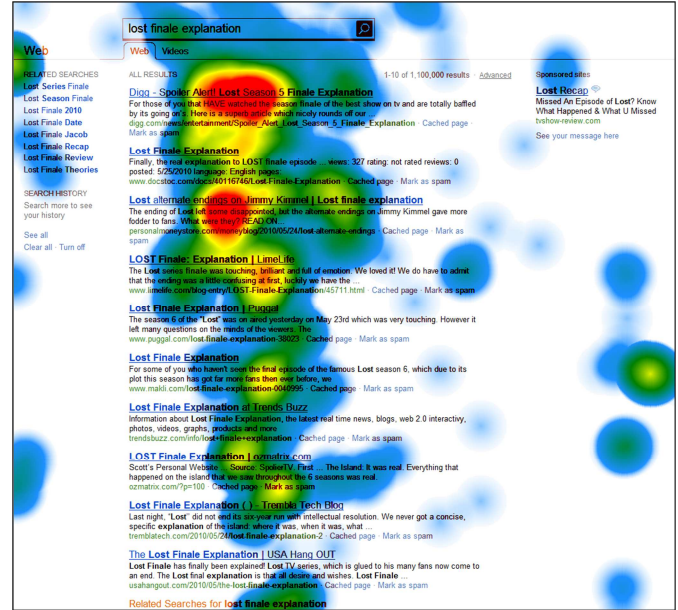 lost finale explanation
Web
Web Videos
RELATED SEARCHES
Lost Series Finale
Lost Season Finale
Lost Finale 2010
Lost Finale Date
Lost Finale Jacob
Lost Finale Recap
Lost Finale Review
Lost Finale Theories
SEARCH HISTORY
Search more to see
your history
See all
Clear all · Turn off
ALL RESULTS 1-10 of 1,100,000 results · Advanced
Digg - Spoiler Alert! Lost Season 5 Finale Explanation
For those of you that HAVE watched the season finale of the best show on tv and are totally baffled
by its going on's. Here is a superb article which nicely rounds of our ...
digg.com/news/entertainment/Spoiler_Alert_Lost_Season_5_Finale_Explanation · Cached page ·
Mark as spam
Lost Finale Explanation
Finally, the real explanation to LOST finale episode ... views: 327 rating: not rated reviews: 0
posted: 5/25/2010 language: English pages:
www.docstoc.com/docs/40116746/Lost-Finale-Explanation · Cached page · Mark as spam
Lost alternate endings on Jimmy Kimmel | Lost finale explanation
The ending of Lost left some disappointed, but the alternate endings on Jimmy Kimmel gave more
fodder to fans. What were they? READ ON...
personalmoneystore.com/moneyblog/2010/05/24/lost-alternate-endings · Cached page · Mark as
spam
LOST Finale: Explanation | LimeLife
The Lost series finale was touching, brilliant and full of emotion. We loved it! We do have to admit
that the ending was a little confusing at first, luckily we have the ...
www.limelife.com/blog-entry/LOST-Finale-Explanation/45711.html · Cached page · Mark as spam
Lost Finale Explanation | Puggal
The season 6 of the "Lost" was on aired yesterday on May 23rd which was very touching. However it
left many questions on the minds of the viewers. The
www.puggal.com/lost-finale-explanation-38023 · Cached page · Mark as spam
Lost Finale Explanation
For some of you who haven't seen the final episode of the famous Lost season 6, which due to its
plot this season has got far more fans then ever before, we
www.makli.com/lost-finale-explanation-0040995 · Cached page · Mark as spam
Lost Finale Explanation at Trends Buzz
Information about Lost Finale Explanation, the latest real time news, blogs, web 2.0 interactivy,
photos, videos, graphs, products and more
trendsbuzz.com/info/lost+finale+explanation · Cached page · Mark as spam
LOST Finale Explanation | ozmatrix.com
Scott's Personal Website ... Source: SpoilerTV. First ... The Island: It was real. Everything that
happened on the island that we saw throughout the 6 seasons was real.
ozmatrix.com/?p=100 · Cached page · Mark as spam
Lost Finale Explanation ( ) - Trembla Tech Blog
Last night, "Lost" did not end its six-year run with intellectual resolution. We never got a concise,
specific explanation of the island: where it was, when it was, what ...
tremblatech.com/2010/05/24/lost-finale-explanation-2 · Cached page · Mark as spam
The Lost Finale Explanation | USA Hang OUT
Lost Finale has finally been explained! Lost TV series, which is glued to his many fans now come to
an end. The Lost final explanation is that all desire and wishes. Lost Finale ...
usahangout.com/2010/05/the-lost-finale-explanation · Cached page · Mark as spam
Related Searches for lost finale explanation
Sponsored sites
Lost Recap
Missed An Episode of Lost? Know
What Happened & What U Missed
tvshow-review.com
See your message here